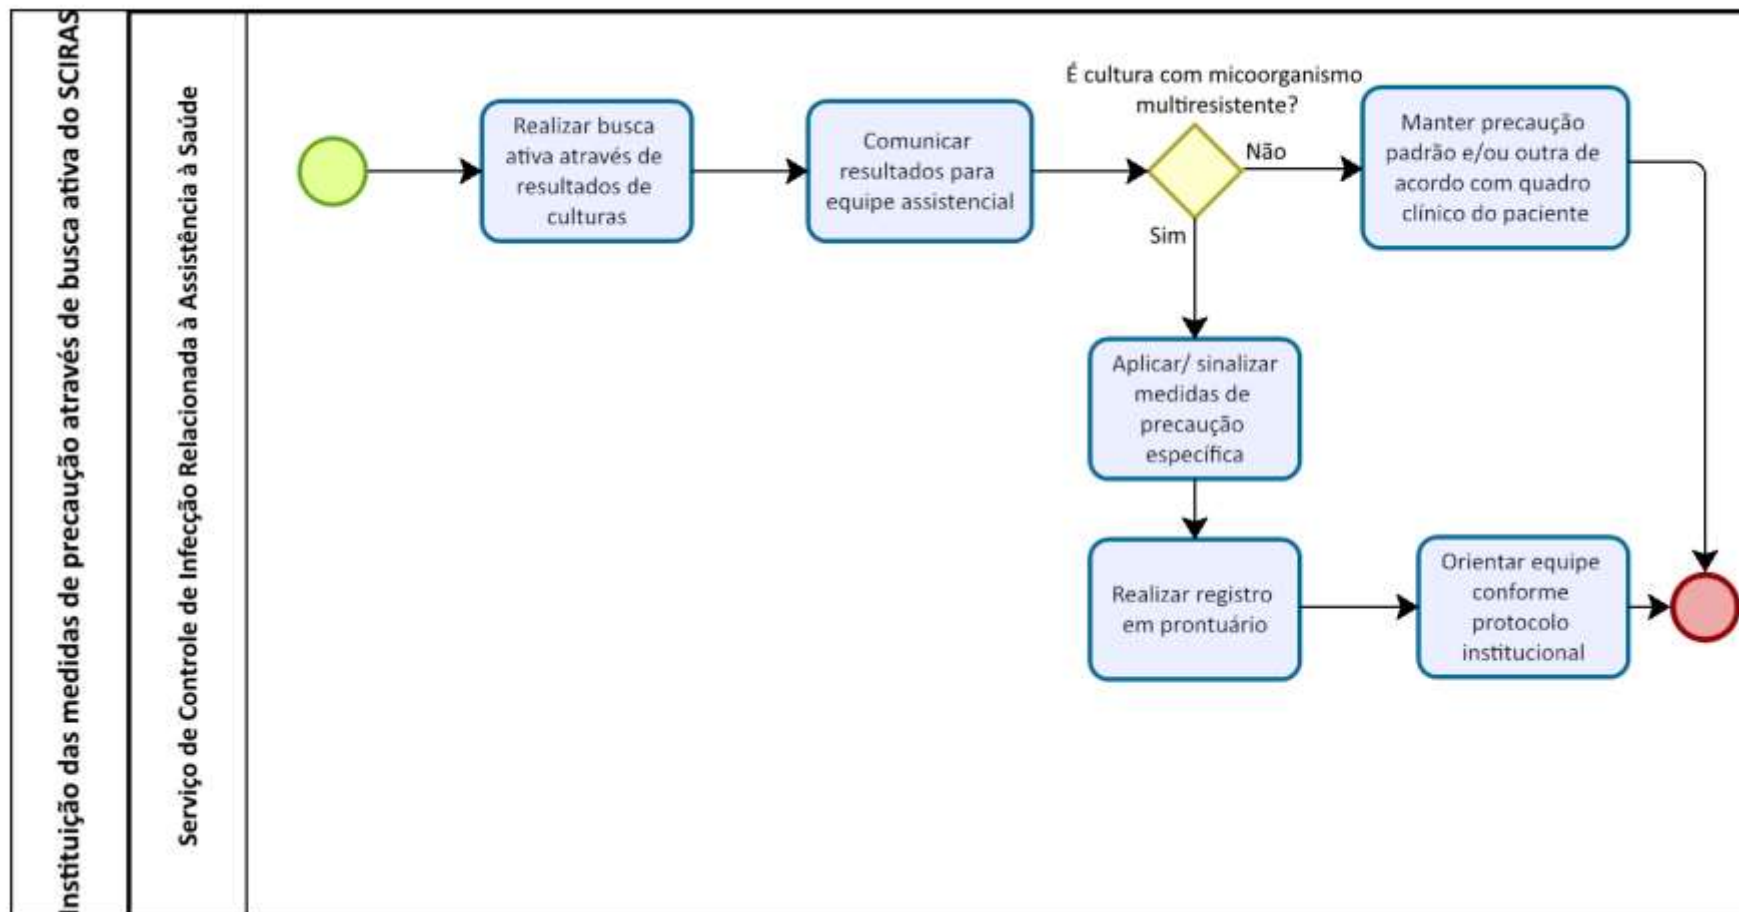 Instituição das medidas de precaução através de busca ativa do SCIRAS
Serviço de Controle de Infecção Relacionada à Assistência à Saúde
Realizar busca
ativa através de
resultados de
culturas
Comunicar
resultados para
equipe assistencial
É cultura com micoorganismo
multiresistente?
Não
Sim
Manter precaução
padrão e/ou outra de
acordo com quadro
clínico do paciente
Aplicar/ sinalizar
medidas de
precaução
específica
Realizar registro
em prontuário
Orientar equipe
conforme
protocolo
institucional